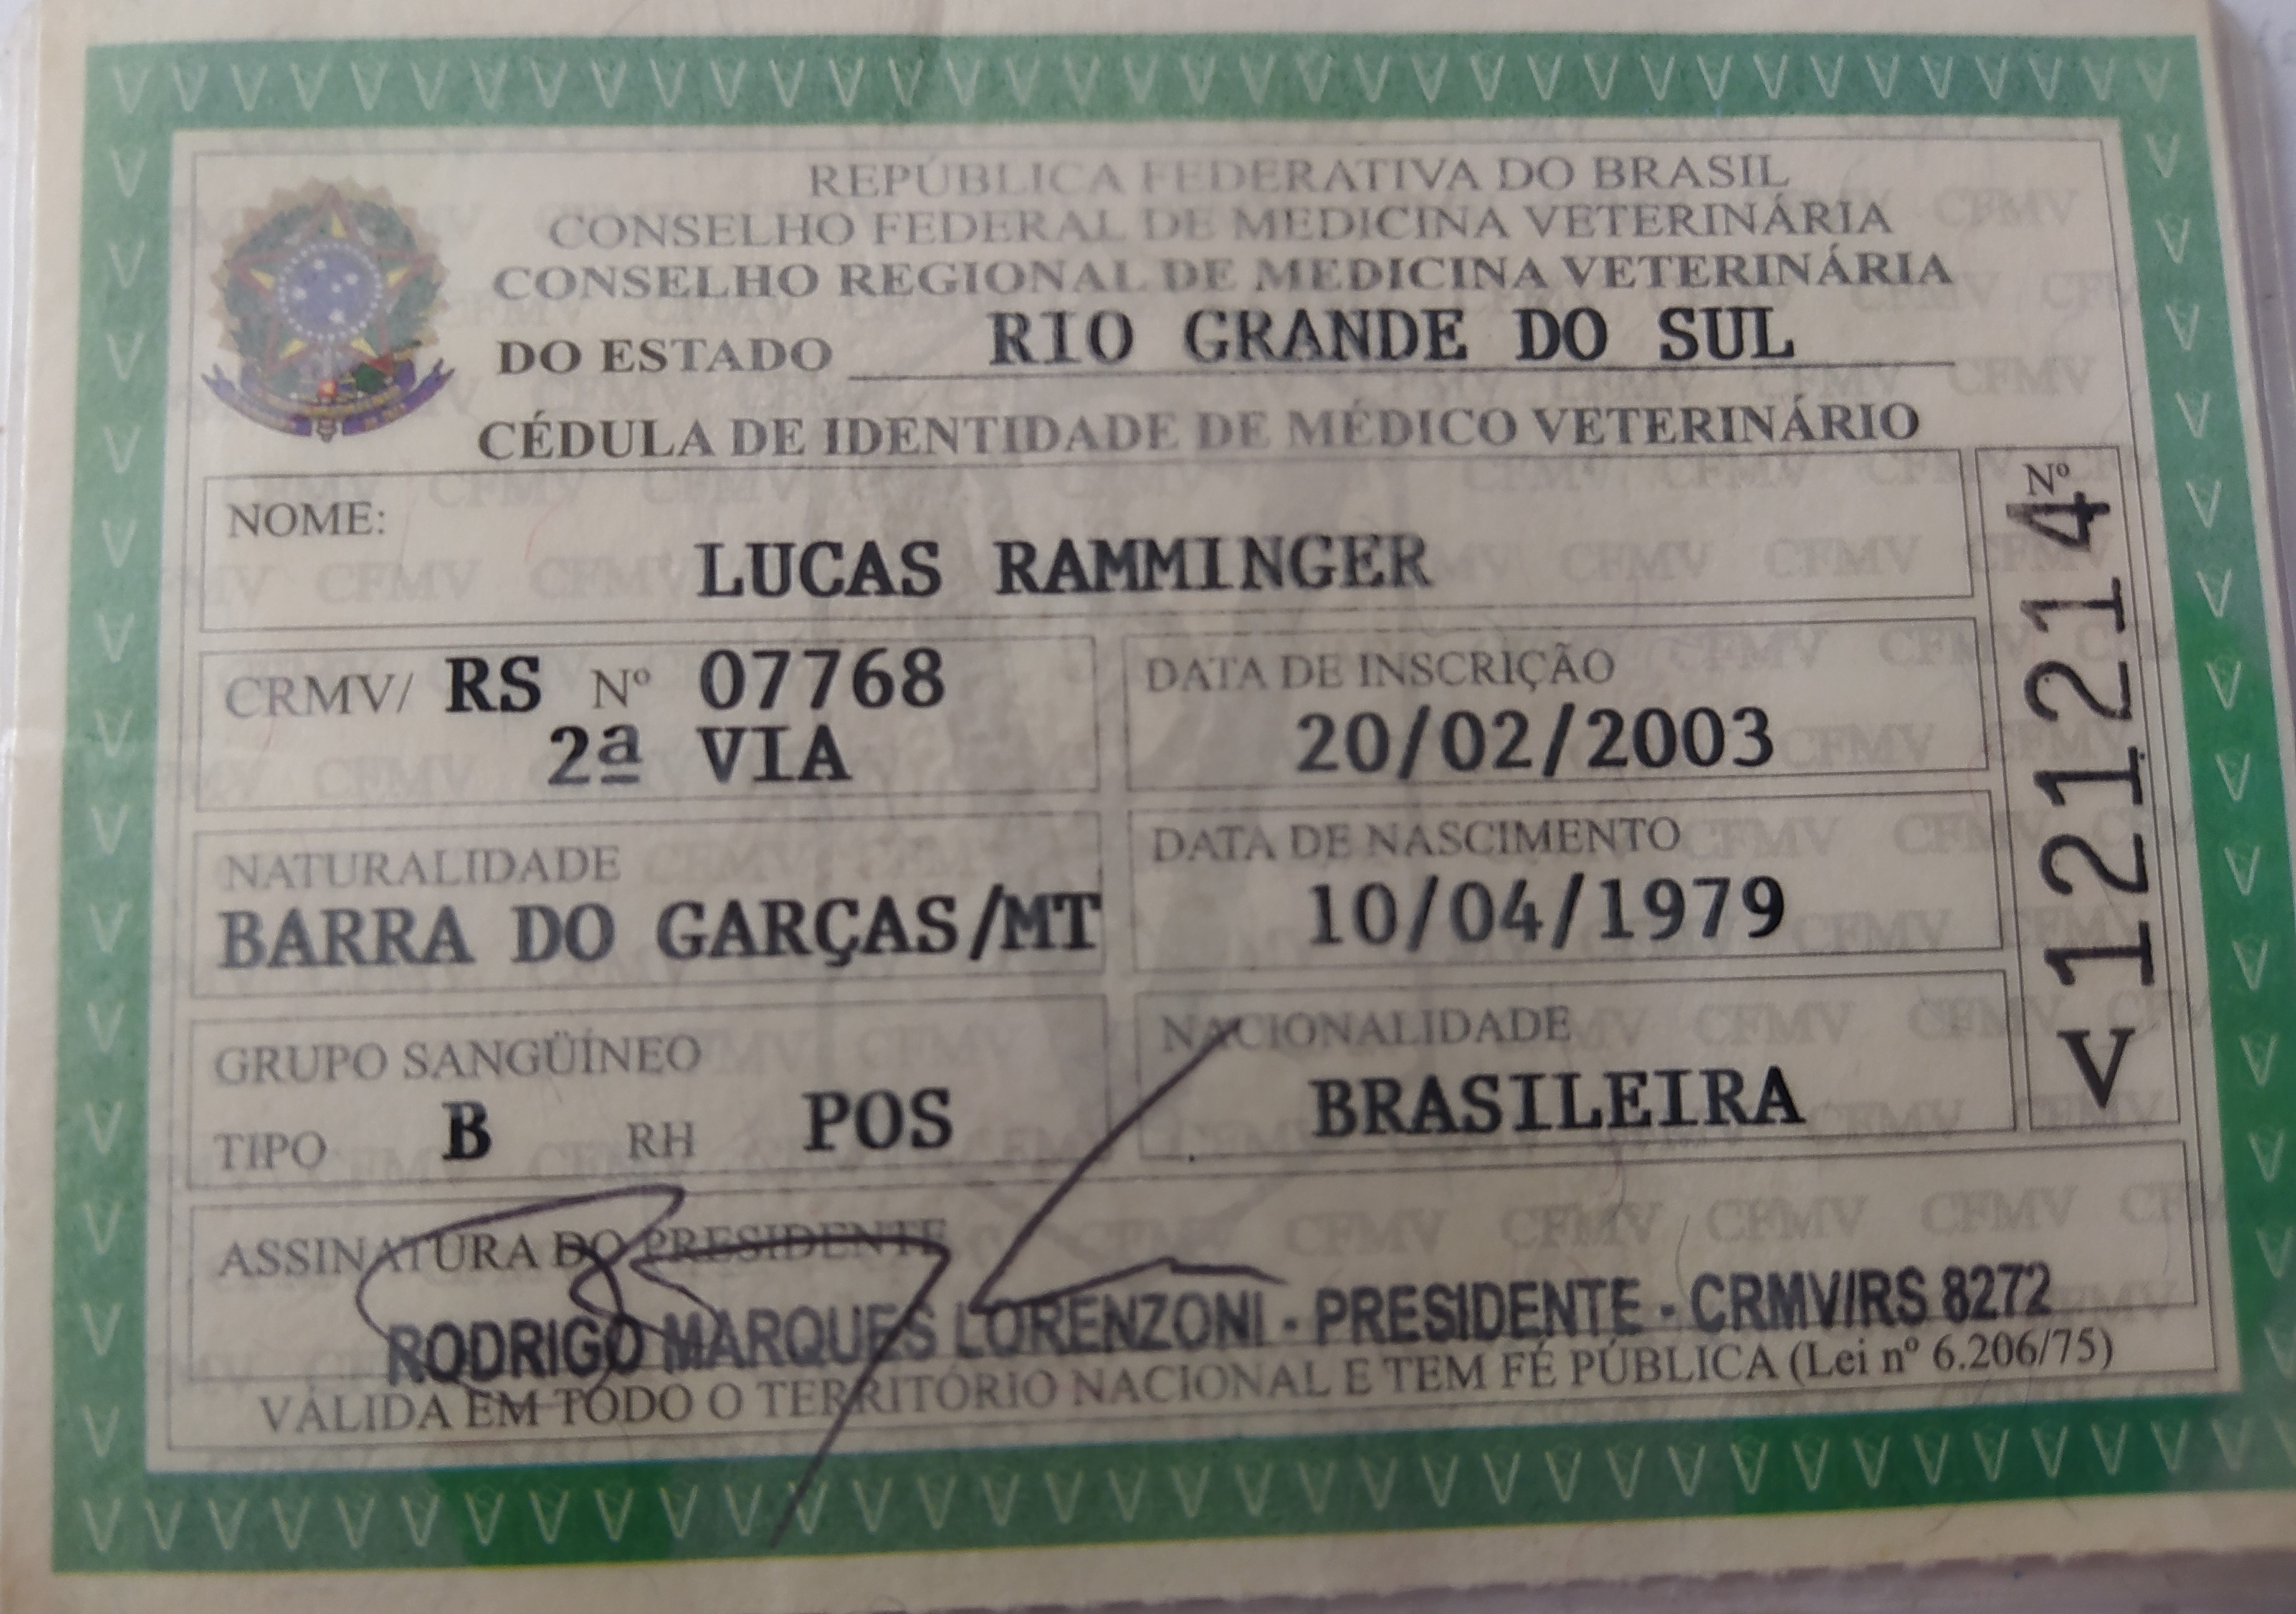 REPÚBLICA FEDERATIVA DO BRASIL
CONSELHO FEDERAL DE MEDICINA VETERINÁRIA
CONSELHO REGIONAL DE MEDICINA VETERINÁRIA
DO ESTADO RIO GRANDE DO SUL
CÉDULA DE IDENTIDADE DE MÉDICO VETERINÁRIO
NOME:
LUCAS RAMMINGER
CRMV/ RS Nº 07768
2ª VIA
DATA DE INSCRIÇÃO
20/02/2003
NATURALIDADE
BARRA DO GARÇAS/MT
DATA DE NASCIMENTO
10/04/1979
GRUPO SANGÜÍNEO
TIPO B RH POS
NACIONALIDADE
BRASILEIRA
Nº
V 121214
ASSINATURA DO PRESIDENTE
RODRIGO MARQUES LORENZONI - PRESIDENTE - CRMV/RS 8272
VÁLIDA EM TODO O TERRITÓRIO NACIONAL E TEM FÉ PÚBLICA (Lei nº 6.206/75)